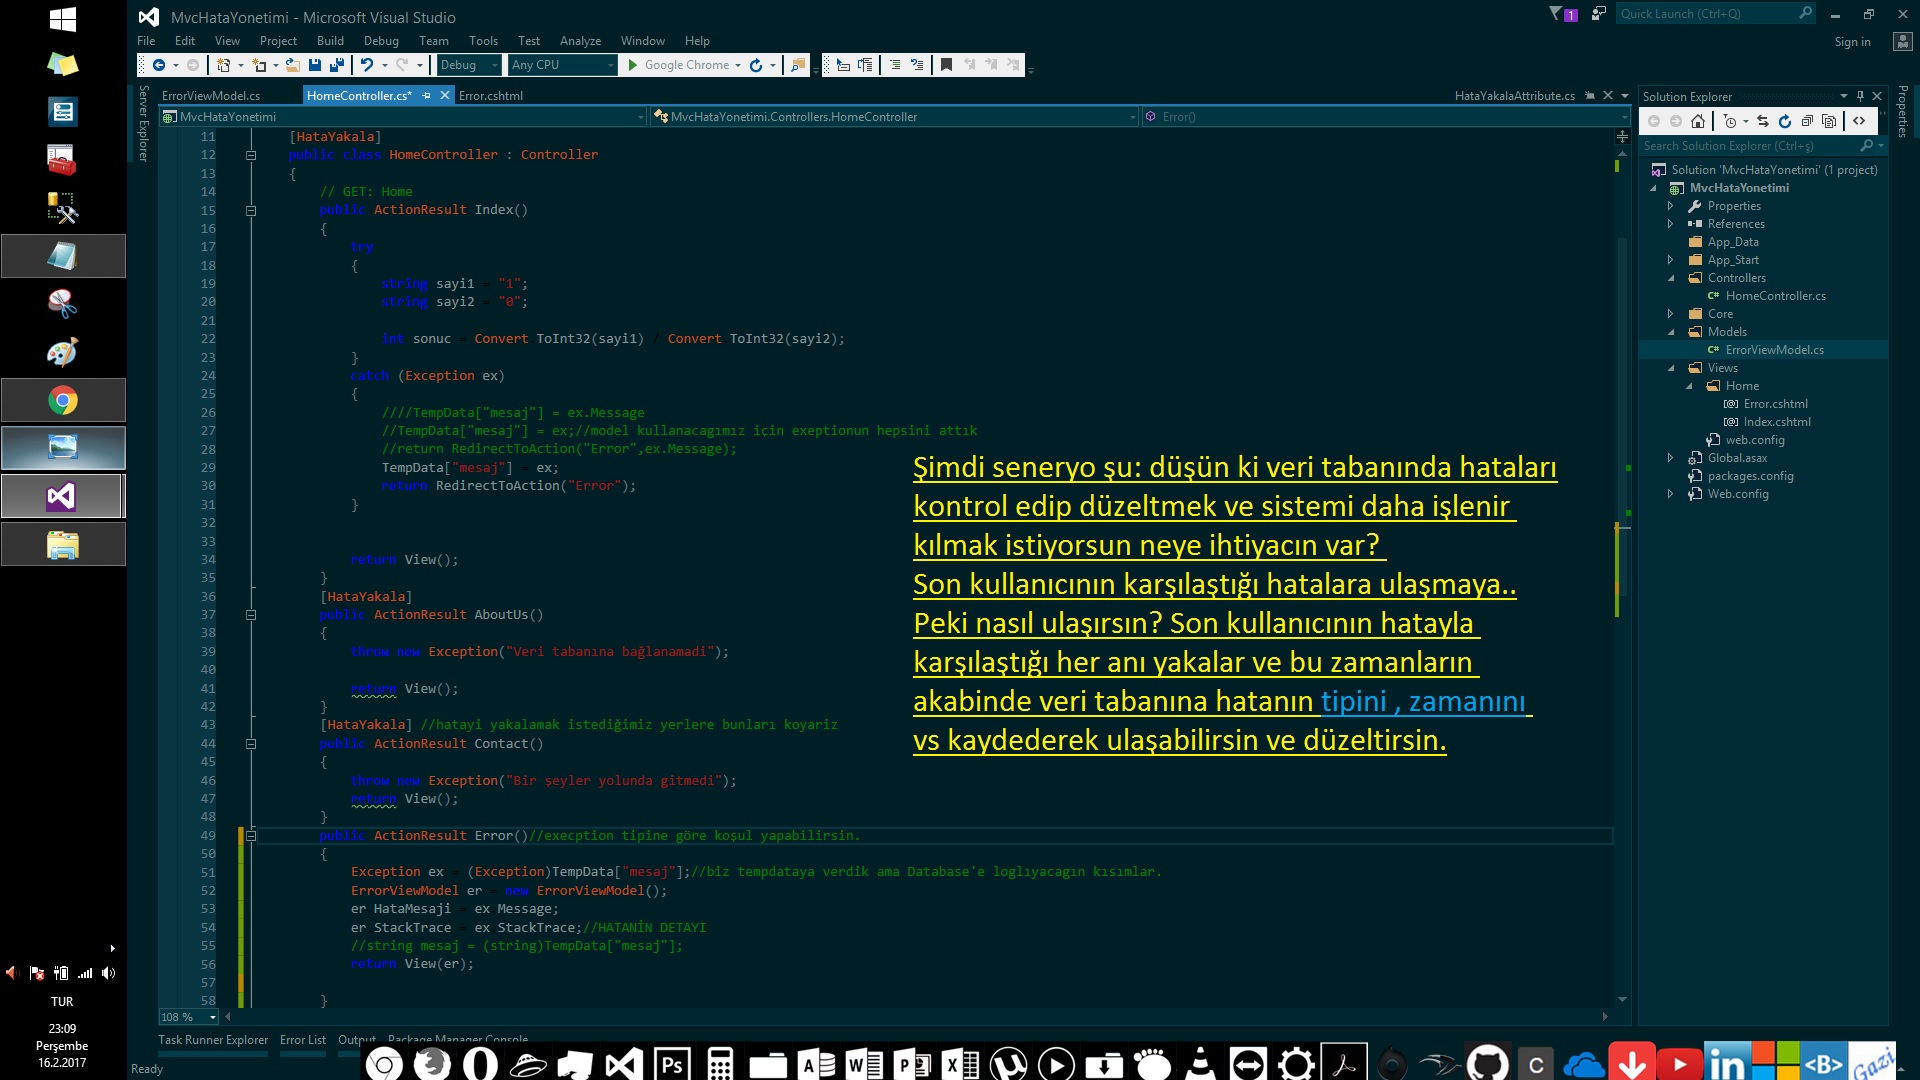 MvcHataYonetimi - Microsoft Visual Studio
1
Quick Launch (Ctrl+Q)
File Edit View Project Build Debug Team Tools Test Analyze Window Help
Sign in
Debug Any CPU Google Chrome
Server Explorer
ErrorViewModel.cs HomeController.cs* Error.cshtml HataYakalaAttribute.cs
MvcHataYonetimi MvcHataYonetimi.Controllers.HomeController Error()
11 [HataYakala]
12 public class HomeController : Controller
13 {
14 // GET: Home
15 public ActionResult Index()
16 {
17 try
18 {
19 string sayi1 = "1";
20 string sayi2 = "0";
21
22 int sonuc = Convert ToInt32(sayi1) / Convert ToInt32(sayi2);
23 }
24 catch (Exception ex)
25 {
26 ////TempData["mesaj"] = ex.Message
27 //TempData["mesaj"] = ex;//model kullanacagımız için exeptionun hepsini attık
28 //return RedirectToAction("Error",ex.Message);
29 TempData["mesaj"] = ex;
30 return RedirectToAction("Error");
31 }
32
33
34 return View();
35 }
36 [HataYakala]
37 public ActionResult AboutUs()
38 {
39 throw new Exception("Veri tabanına bağlanamadi");
40
41 return View();
42 }
43 [HataYakala] //hatayi yakalamak istediğimiz yerlere bunları koyariz
44 public ActionResult Contact()
45 {
46 throw new Exception("Bir şeyler yolunda gitmedi");
47 return View();
48 }
49 public ActionResult Error()//execption tipine göre koşul yapabilirsin.
50 {
51 Exception ex = (Exception)TempData["mesaj"];//biz tempdataya verdik ama Database'e loglıyacagın kısımlar.
52 ErrorViewModel er = new ErrorViewModel();
53 er HataMesaji = ex Message;
54 er StackTrace = ex StackTrace;//HATANİN DETAYI
55 //string mesaj = (string)TempData["mesaj"];
56 return View(er);
57
58 }
Şimdi seneryo şu: düşün ki veri tabanında hataları
kontrol edip düzeltmek ve sistemi daha işlenir
kılmak istiyorsun neye ihtiyacın var?
Son kullanıcının karşılaştığı hatalara ulaşmaya..
Peki nasıl ulaşırsın? Son kullanıcının hatayla
karşılaştığı her anı yakalar ve bu zamanların
akabinde veri tabanına hatanın tipini , zamanını
vs kaydederek ulaşabilirsin ve düzeltirsin.
Solution Explorer
Search Solution Explorer (Ctrl+ş)
Solution 'MvcHataYonetimi' (1 project)
MvcHataYonetimi
Properties
References
App_Data
App_Start
Controllers
HomeController.cs
Core
Models
ErrorViewModel.cs
Views
Home
Error.cshtml
Index.cshtml
web.config
Global.asax
packages.config
Web.config
Properties
108 %
Task Runner Explorer Error List Output Package Manager Console
Ready
TUR
23:09
Perşembe
16.2.2017
Ps
in
<B>
Gazi